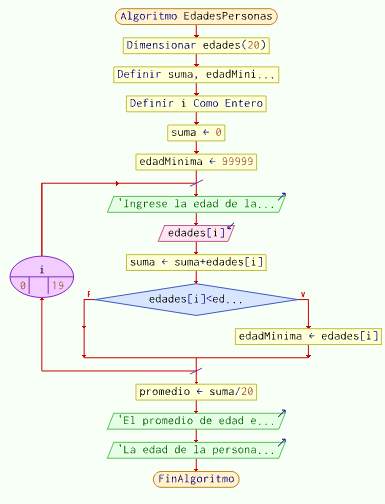 Algoritmo EdadesPersonas
Dimensionar edades(20)
Definir suma, edadMini...
Definir i Como Entero
suma ← 0
edadMinima ← 99999
'Ingrese la edad de la...
edades[i]
suma ← suma+edades[i]
i
0 19
F
edades[i]<ed...
V
edadMinima ← edades[i]
promedio ← suma/20
'El promedio de edad e...
'La edad de la persona...
FinAlgoritmo